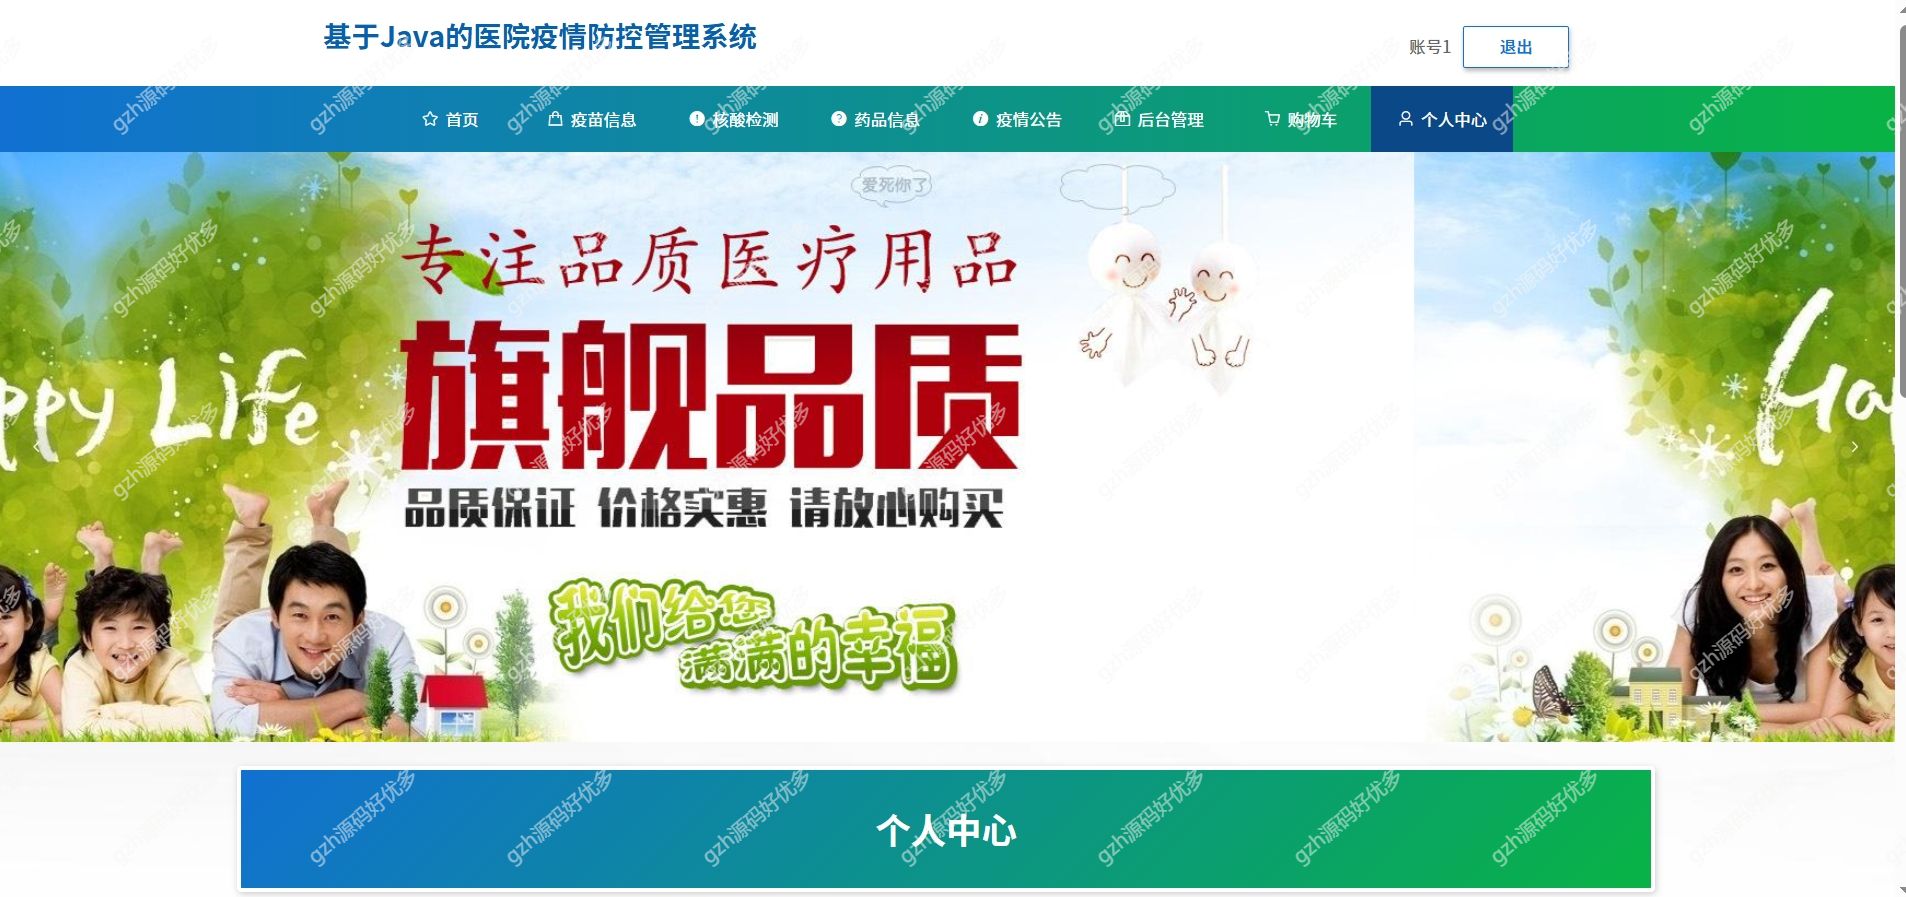 基于Java的医院疫情防控管理系统
账号1 退出
首页 疫苗信息 核酸检测 药品信息 疫情公告 后台管理 购物车 个人中心
爱死你了
专注品质医疗用品
旗舰品质
ppy Life
Ha
品质保证 价格实惠 请放心购买
我们给您
满满的幸福
个人中心
gzh源码好优多